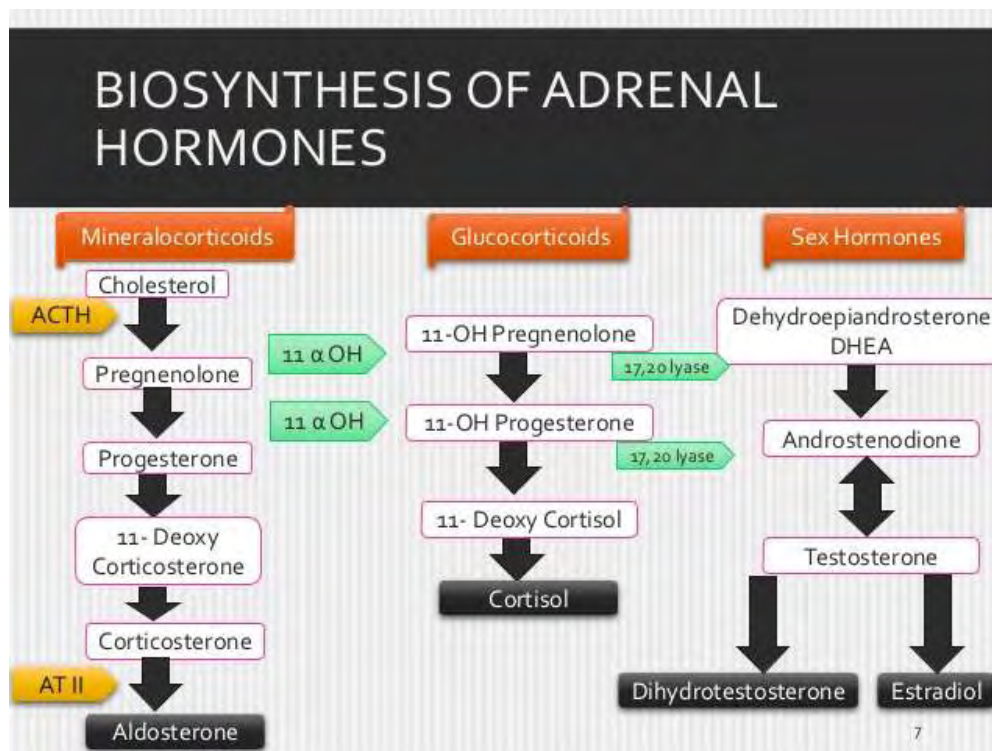 BIOSYNTHESIS OF ADRENAL
HORMONES
Mineralocorticoids
Cholesterol
ACTH
Pregnenolone
Progesterone
11- Deoxy
Corticosterone
Corticosterone
AT II
Aldosterone
11 α OH
11 α OH
Glucocorticoids
11-OH Pregnenolone
11-OH Progesterone
11- Deoxy Cortisol
Cortisol
17,20 lyase
17, 20 lyase
Sex Hormones
Dehydroepiandrosterone
DHEA
Androstenodione
Testosterone
Dihydrotestosterone
Estradiol
7